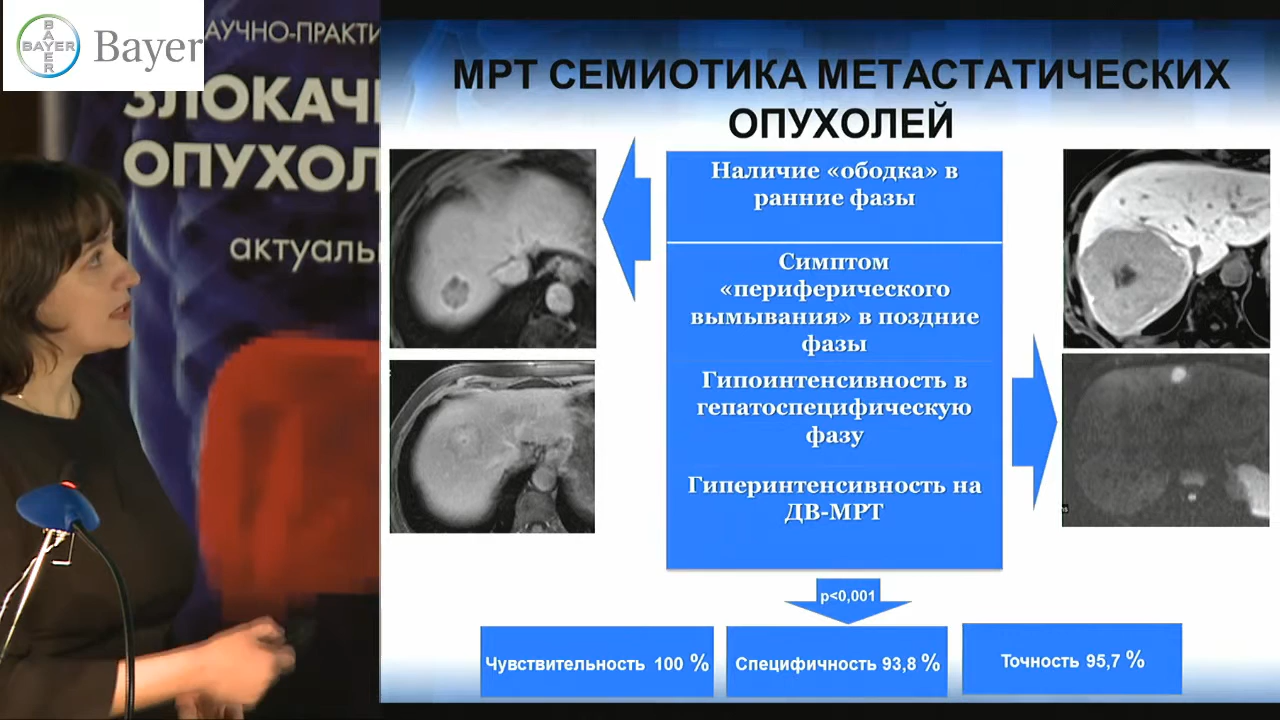 BAYER
BAYER
Bayer
АУЧНО-ПРАКТИ
ЗЛОКАЧ
ОПУХОЛ
актуаль
МРТ СЕМИОТИКА МЕТАСТАТИЧЕСКИХ
ОПУХОЛЕЙ
Наличие «ободка» в
ранние фазы
Симптом
«периферического
вымывания» в поздние
фазы
Гипоинтенсивность в
гепатоспецифическую
фазу
Гиперинтенсивность на
ДВ-МРТ
p<0,001
Чувствительность 100 %
Специфичность 93,8 %
Точность 95,7 %